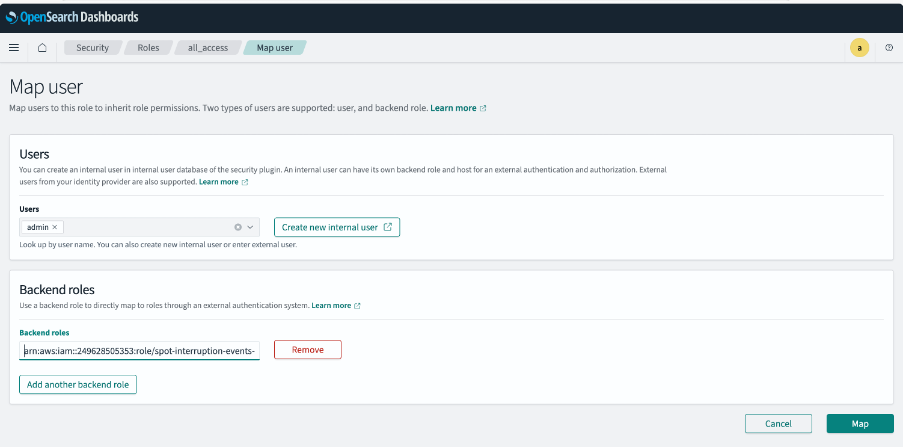 OpenSearch Dashboards
Security
Roles
all_access
Map user
a
Map user
Map users to this role to inherit role permissions. Two types of users are supported: user, and backend role. Learn more
Users
You can create an internal user in internal user database of the security plugin. An internal user can have its own backend role and host for an external authentication and authorization. External
users from your identity provider are also supported. Learn more
Users
admin
Create new internal user
Look up by user name. You can also create new internal user or enter external user.
Backend roles
Use a backend role to directly map to roles through an external authentication system. Learn more
Backend roles
arn:aws:iam::249628505353:role/spot-interruption-events-
Remove
Add another backend role
Cancel
Map